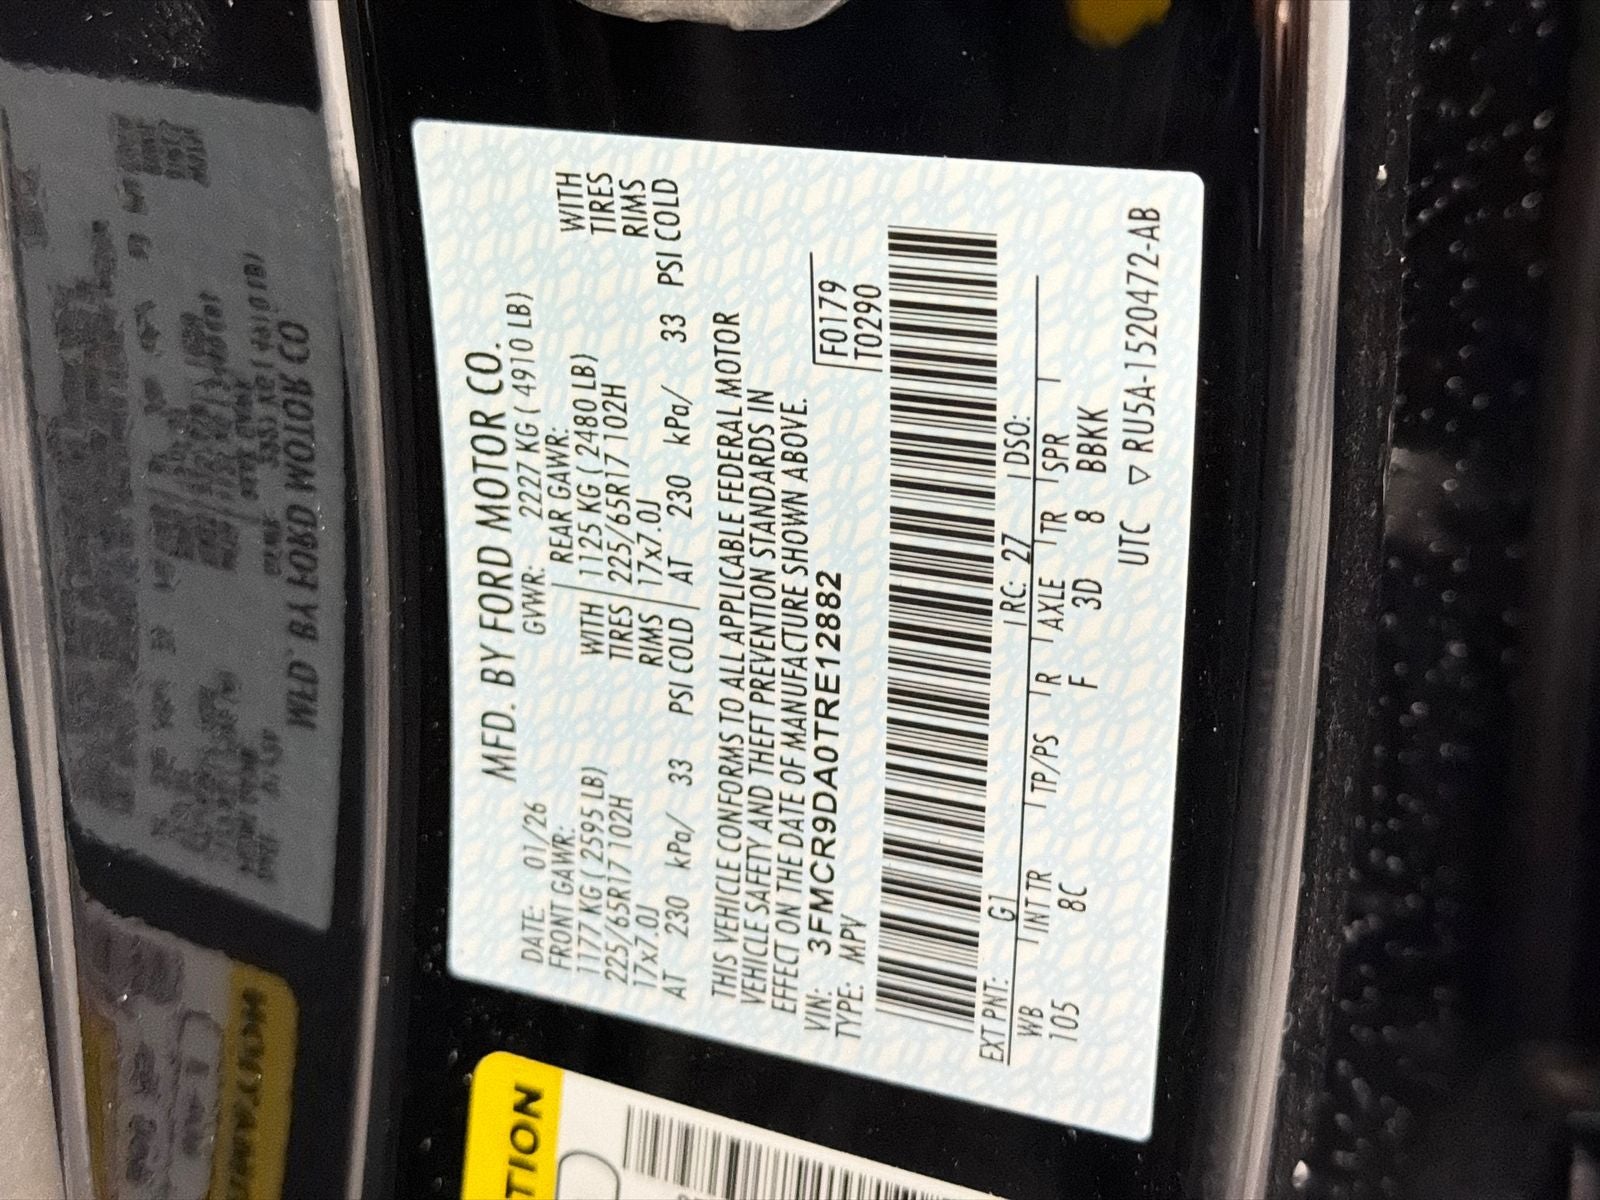 MFD. BY FORD MOTOR CO.
DATE: 01/26 GVWR: 2227 KG ( 4910 LB)
FRONT GAWR: REAR GAWR:
1177 KG ( 2595 LB) WITH 1125 KG ( 2480 LB) WITH
225/65R17 102H TIRES 225/65R17 102H TIRES
17x7.0J RIMS 17x7.0J RIMS
AT 230 kPa/ 33 PSI COLD AT 230 kPa/ 33 PSI COLD
THIS VEHICLE CONFORMS TO ALL APPLICABLE FEDERAL MOTOR
VEHICLE SAFETY AND THEFT PREVENTION STANDARDS IN
EFFECT ON THE DATE OF MANUFACTURE SHOWN ABOVE.
VIN: 3FMCR9DA0TRE12882 F0179
TYPE: MPV T0290
EXT PNT: G1 RC: 27 DSO:
WB INT TR TP/PS R AXLE TR SPR
105 8C F 3D 8 BBKK
UTC ▽ RU5A-1520472-AB
TION
MFD. BY FORD MOTOR CO